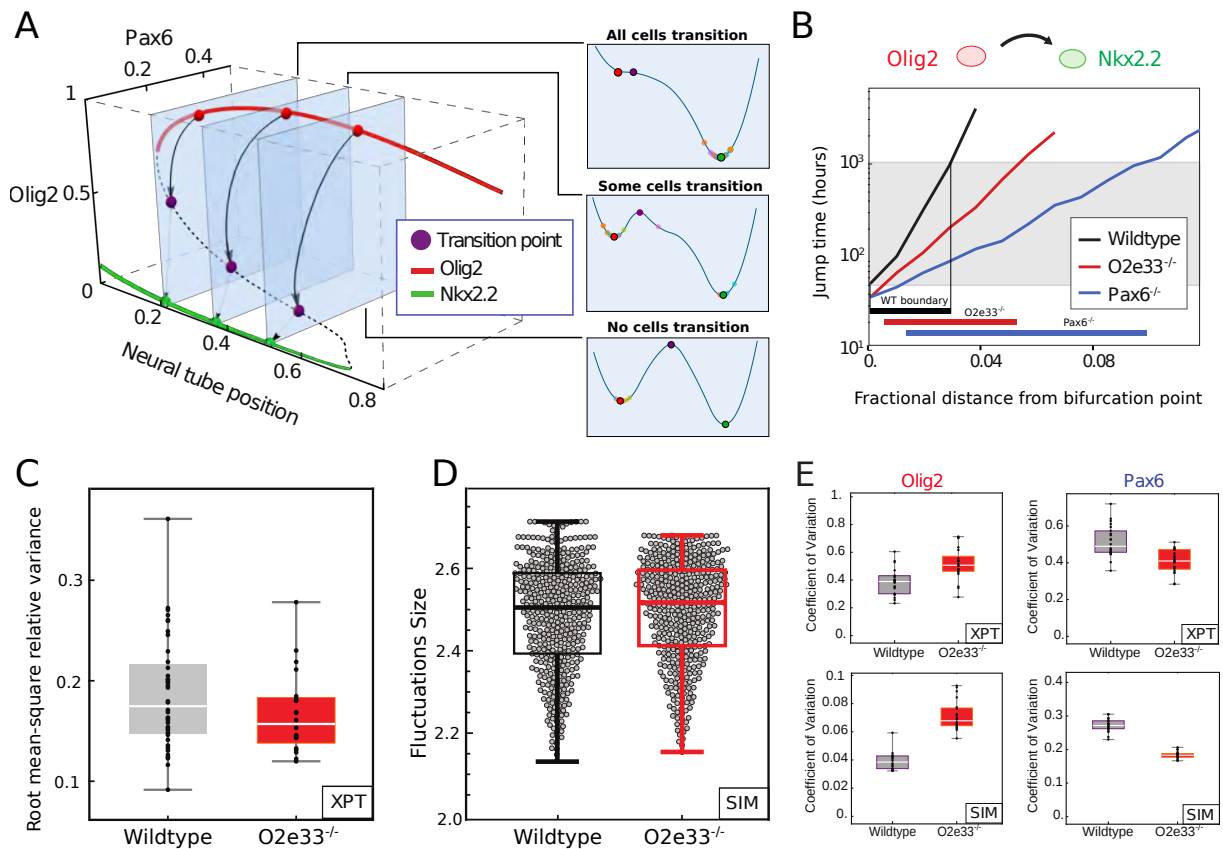 A
Pax6
0.2
0.4
1
Olig2
0.5
0
0.2
0.4
0.6
0.8
Neural tube position
Transition point
Olig2
Nkx2.2
All cells transition
Some cells transition
No cells transition
B
Olig2
Nkx2.2
Jump time (hours)
10³
10²
10¹
Wildtype
O2e33⁻/⁻
Pax6⁻/⁻
WT boundary
O2e33⁻/⁻
Pax6⁻/⁻
0.
0.04
0.08
Fractional distance from bifurcation point
C
Root mean-square relative variance
0.3
0.2
0.1
XPT
Wildtype
O2e33⁻/⁻
D
Fluctuations Size
2.6
2.4
2.2
2.0
SIM
Wildtype
O2e33⁻/⁻
E
Olig2
Coefficient of Variation
1.
0.8
0.6
0.4
0.2
0.
XPT
Wildtype
O2e33⁻/⁻
Pax6
Coefficient of Variation
0.6
0.4
0.2
0.
XPT
Wildtype
O2e33⁻/⁻
Coefficient of Variation
0.1
0.08
0.06
0.04
0.02
0.
SIM
Wildtype
O2e33⁻/⁻
Coefficient of Variation
0.4
0.3
0.2
0.1
0.
SIM
Wildtype
O2e33⁻/⁻